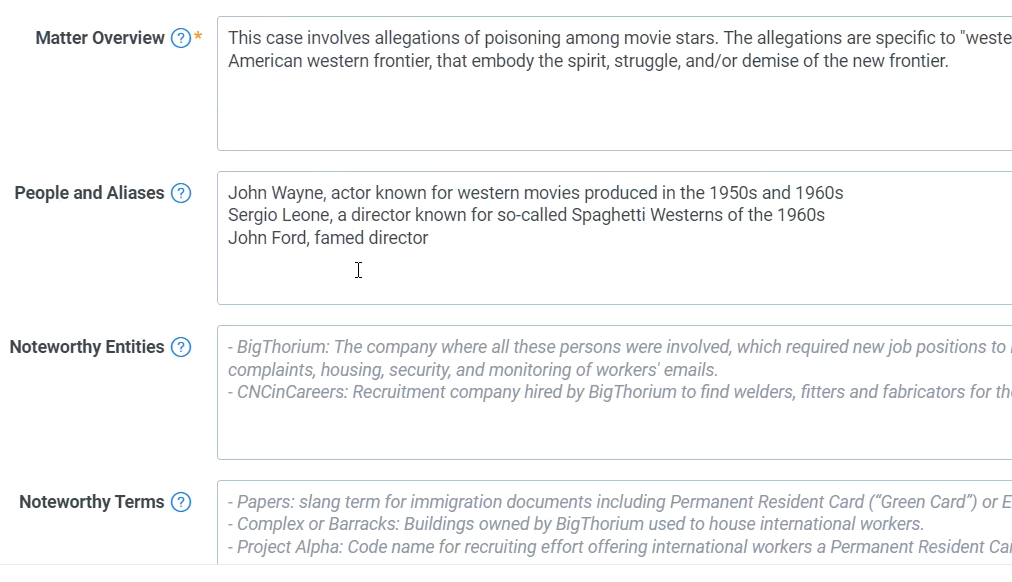 Matter Overview ? *
This case involves allegations of poisoning among movie stars. The allegations are specific to "weste
American western frontier, that embody the spirit, struggle, and/or demise of the new frontier.
People and Aliases ?
John Wayne, actor known for western movies produced in the 1950s and 1960s
Sergio Leone, a director known for so-called Spaghetti Westerns of the 1960s
John Ford, famed director
Noteworthy Entities ?
- BigThorium: The company where all these persons were involved, which required new job positions to
complaints, housing, security, and monitoring of workers' emails.
- CNCinCareers: Recruitment company hired by BigThorium to find welders, fitters and fabricators for th
Noteworthy Terms ?
- Papers: slang term for immigration documents including Permanent Resident Card (“Green Card”) or E
- Complex or Barracks: Buildings owned by BigThorium used to house international workers.
- Project Alpha: Code name for recruiting effort offering international workers a Permanent Resident Ca